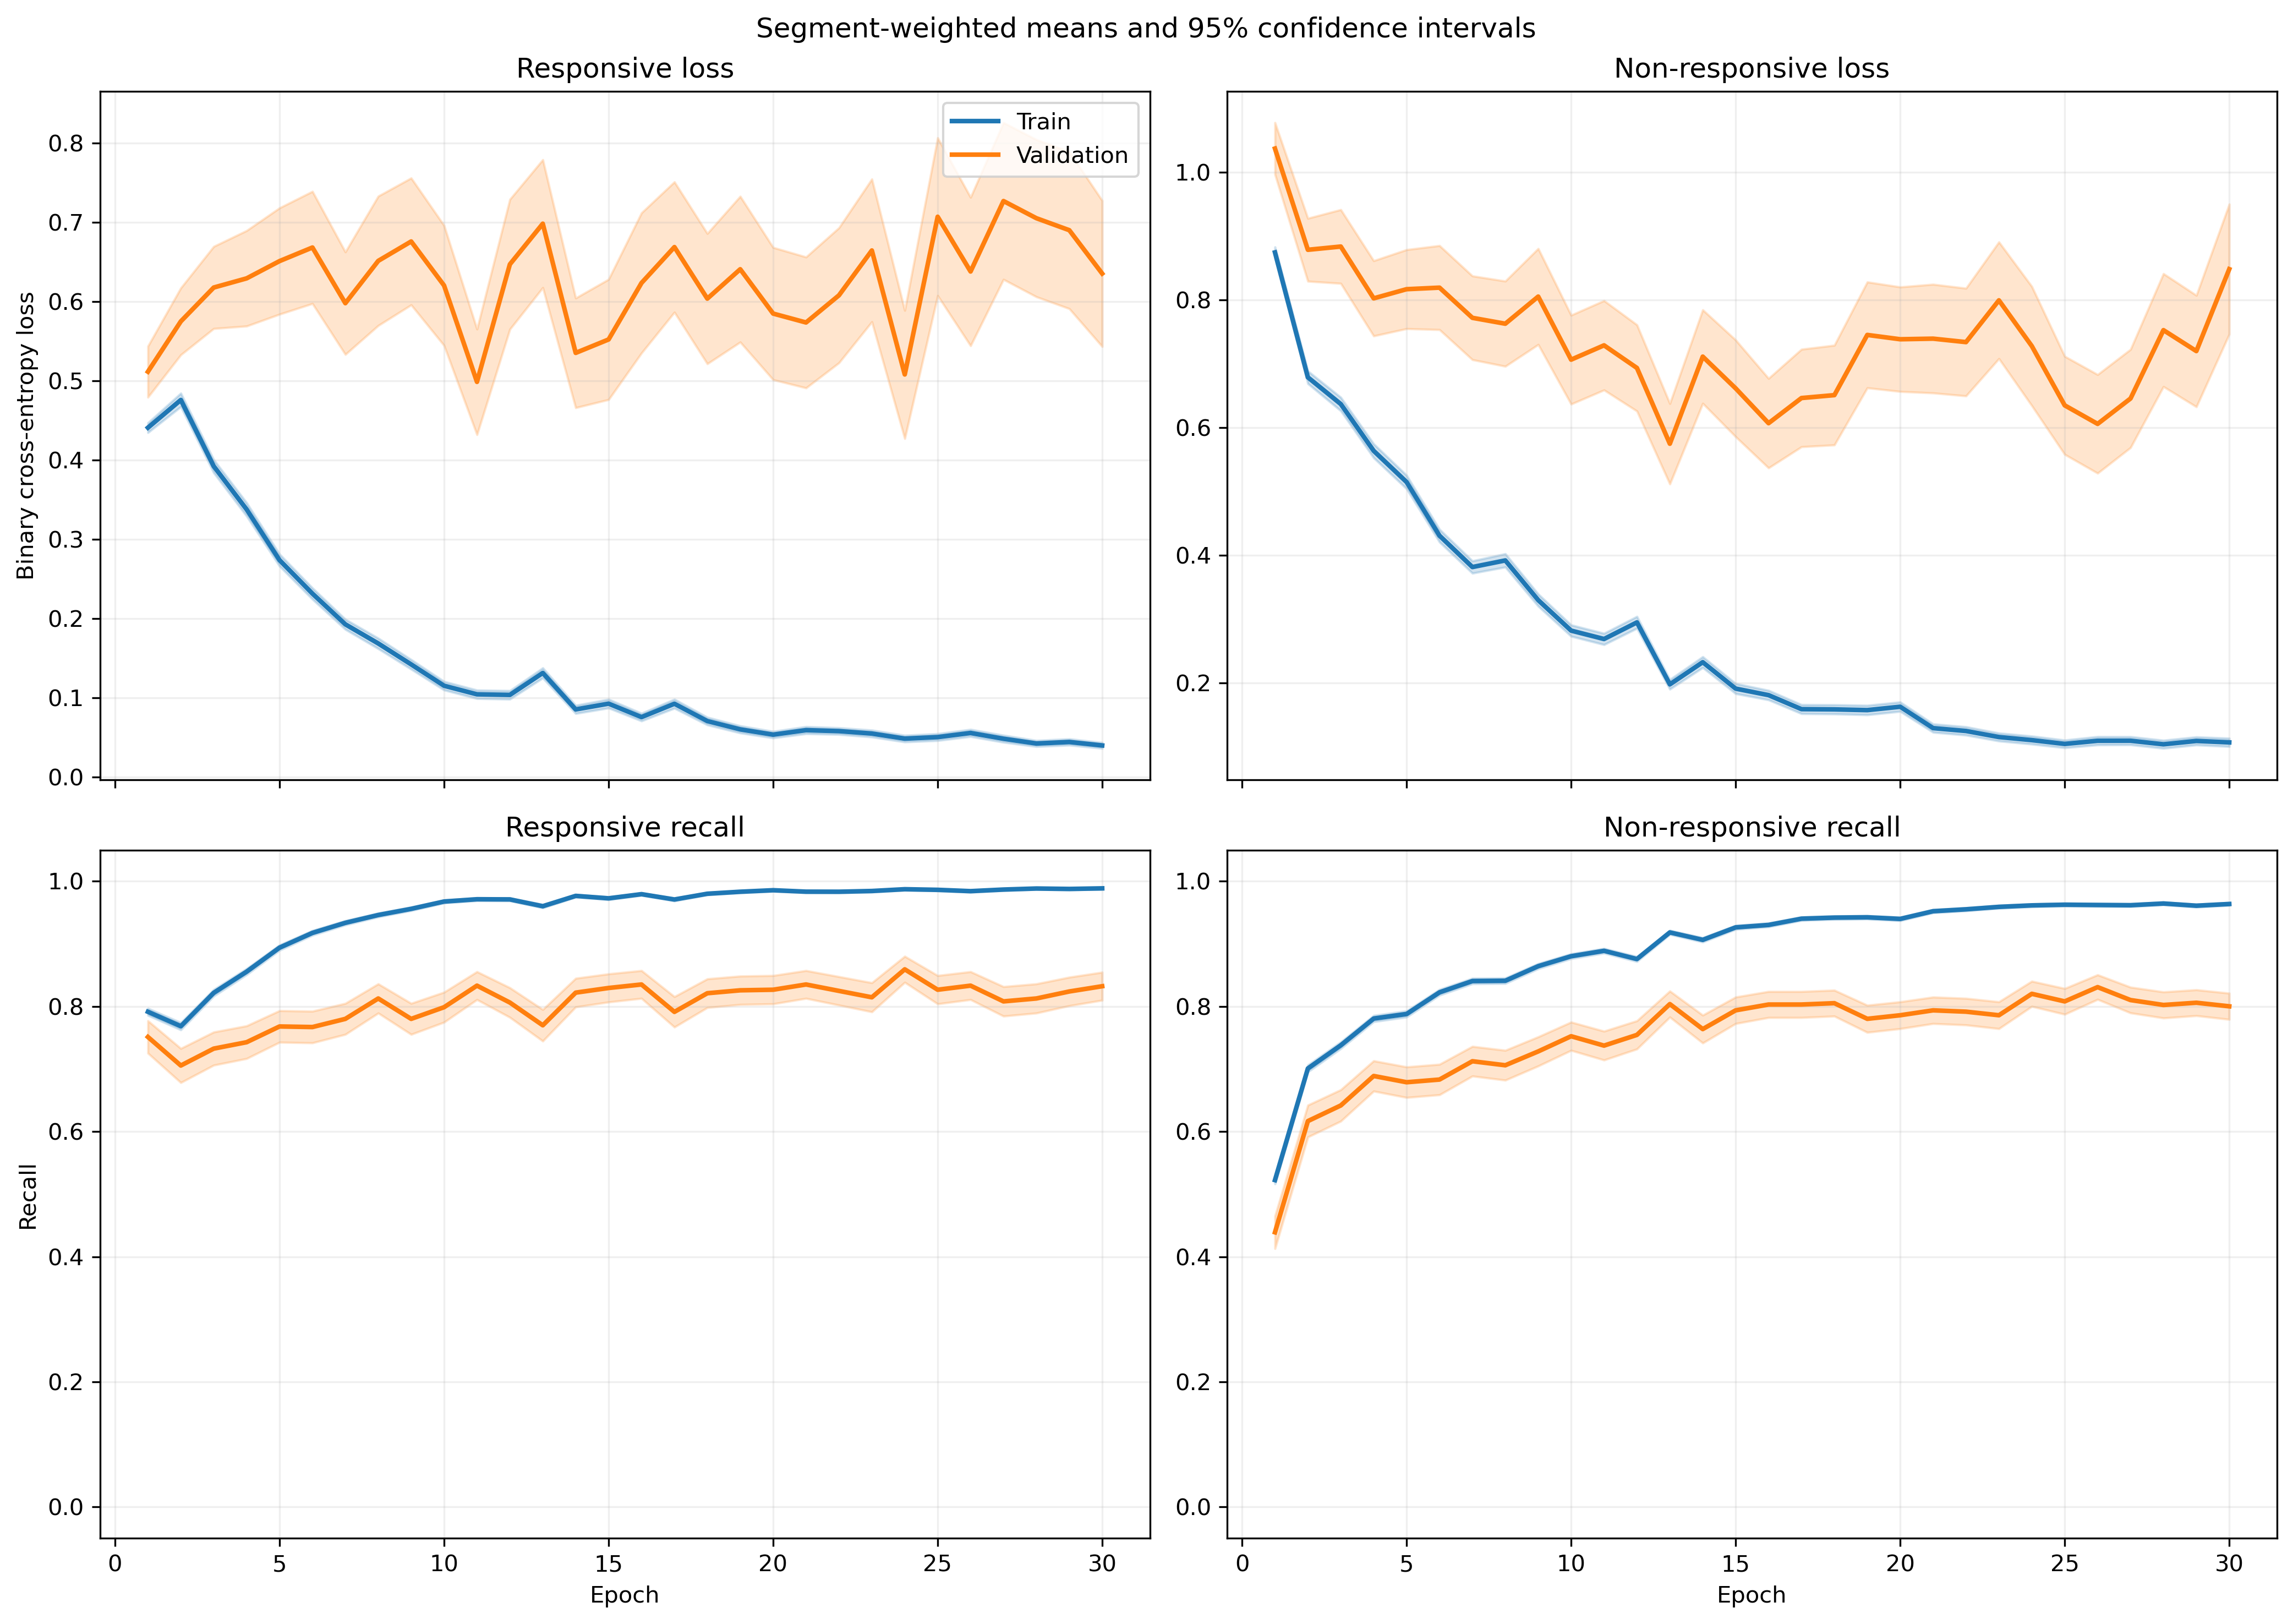 Segment-weighted means and 95% confidence intervals
Responsive loss
Non-responsive loss
Train
Validation
Binary cross-entropy loss
0.8
0.7
0.6
0.5
0.4
0.3
0.2
0.1
0.0
1.0
0.8
0.6
0.4
0.2
Responsive recall
Non-responsive recall
Recall
1.0
0.8
0.6
0.4
0.2
0.0
0 5 10 15 20 25 30
Epoch
1.0
0.8
0.6
0.4
0.2
0.0
0 5 10 15 20 25 30
Epoch